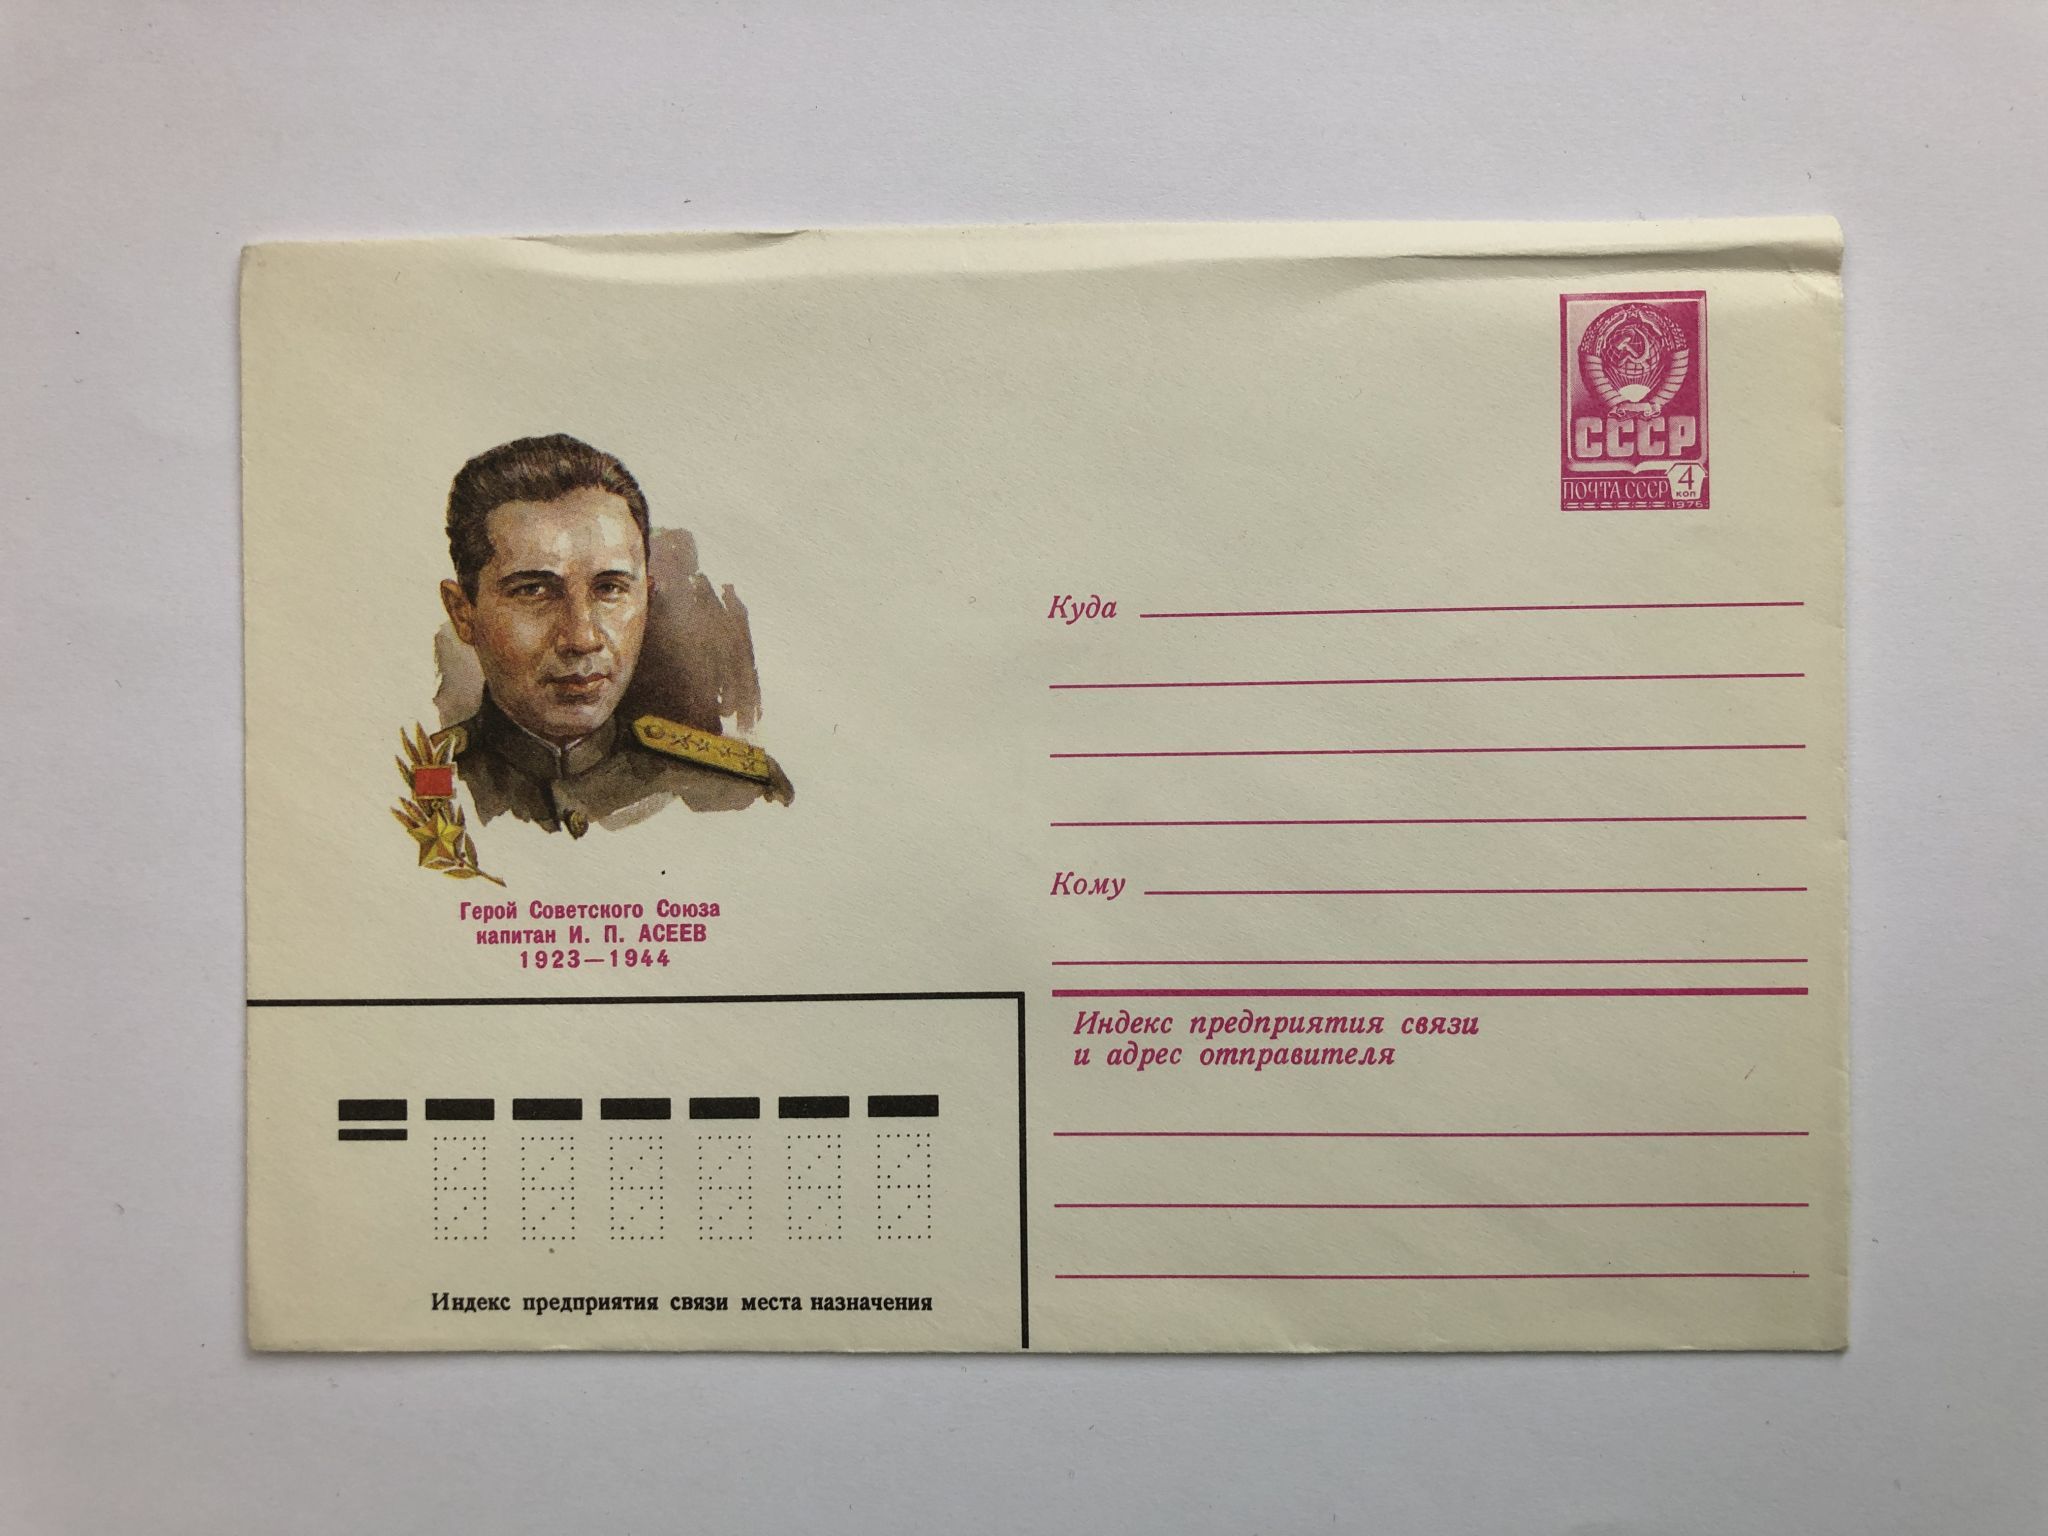 СССР
ПОЧТА СССР 4
коп
1976
Куда
Кому
Герой Советского Союза
капитан И. П. АСЕЕВ
1923—1944
Индекс предприятия связи
и адрес отправителя
Индекс предприятия связи места назначения